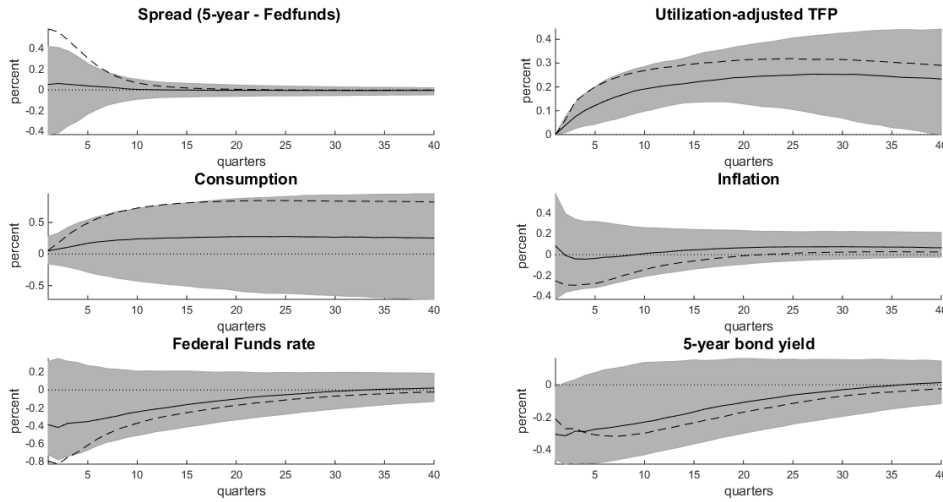 Spread (5-year - Fedfunds)
percent
0.4
0.2
0
-0.2
-0.4
5 10 15 20 25 30 35 40
quarters
Utilization-adjusted TFP
percent
0.4
0.3
0.2
0.1
0
5 10 15 20 25 30 35 40
quarters
Consumption
percent
0.5
0
-0.5
5 10 15 20 25 30 35 40
quarters
Inflation
percent
0.4
0.2
0
-0.2
-0.4
5 10 15 20 25 30 35 40
quarters
Federal Funds rate
percent
0.2
0
-0.2
-0.4
-0.6
-0.8
5 10 15 20 25 30 35 40
quarters
5-year bond yield
percent
0
-0.2
-0.4
5 10 15 20 25 30 35 40
quarters